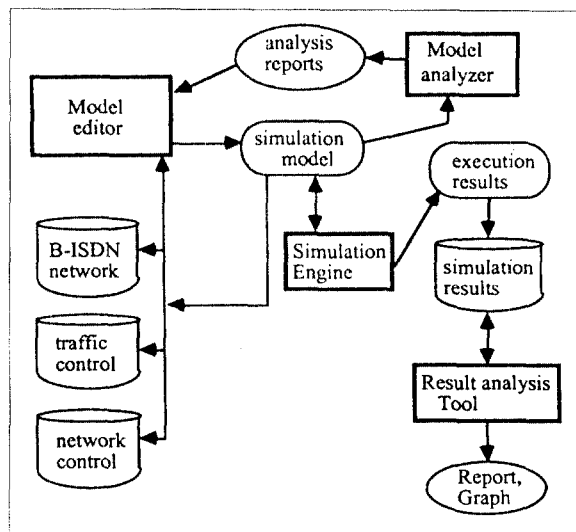 analysis
reports
Model
analyzer
Model
editor
simulation
model
execution
results
B-ISDN
network
Simulation
Engine
simulation
results
traffic
control
Result analysis
Tool
network
control
Report,
Graph